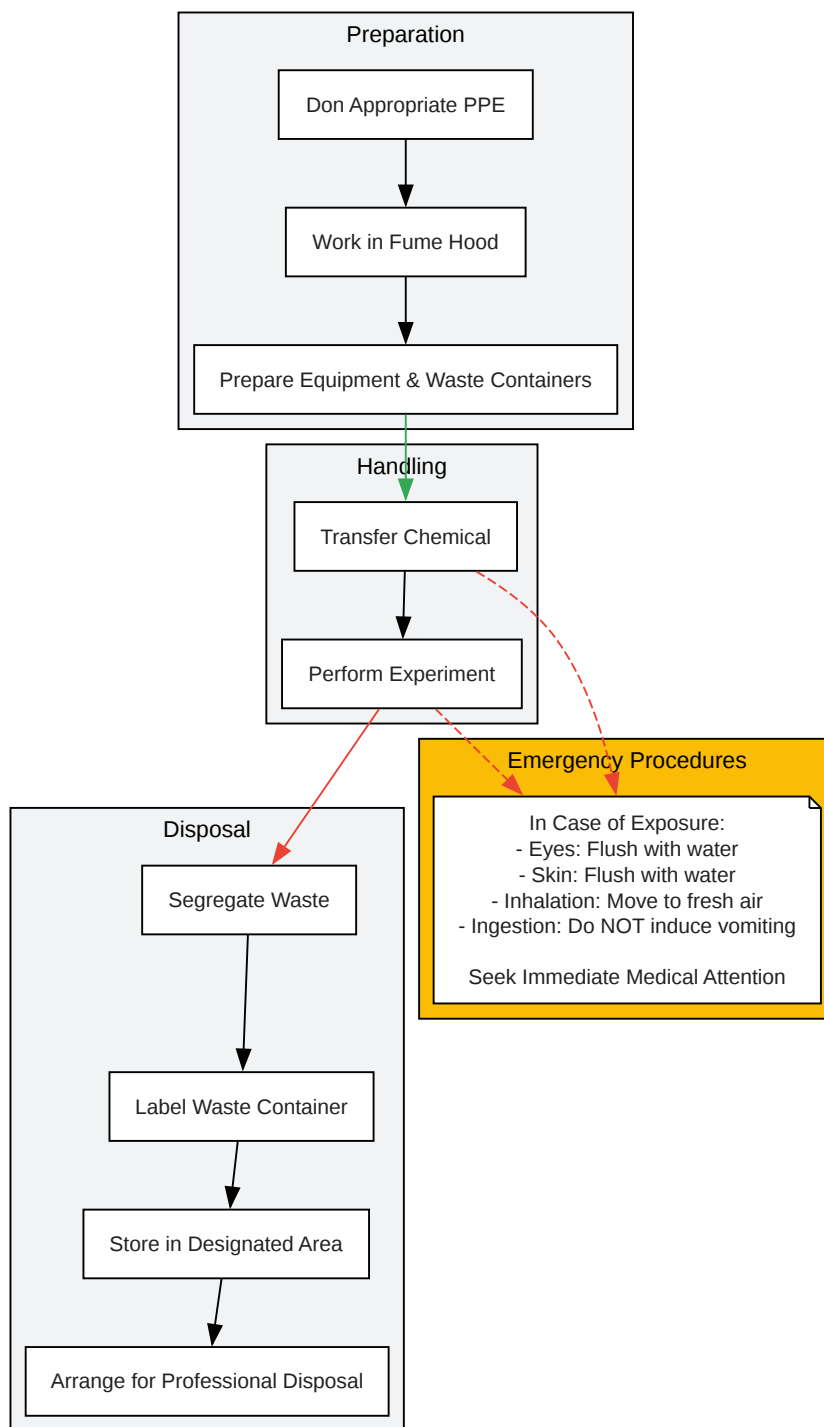 Preparation
Don Appropriate PPE
Work in Fume Hood
Prepare Equipment & Waste Containers
Handling
Transfer Chemical
Perform Experiment
Emergency Procedures
In Case of Exposure:
- Eyes: Flush with water
- Skin: Flush with water
- Inhalation: Move to fresh air
- Ingestion: Do NOT induce vomiting
Seek Immediate Medical Attention
Disposal
Segregate Waste
Label Waste Container
Store in Designated Area
Arrange for Professional Disposal